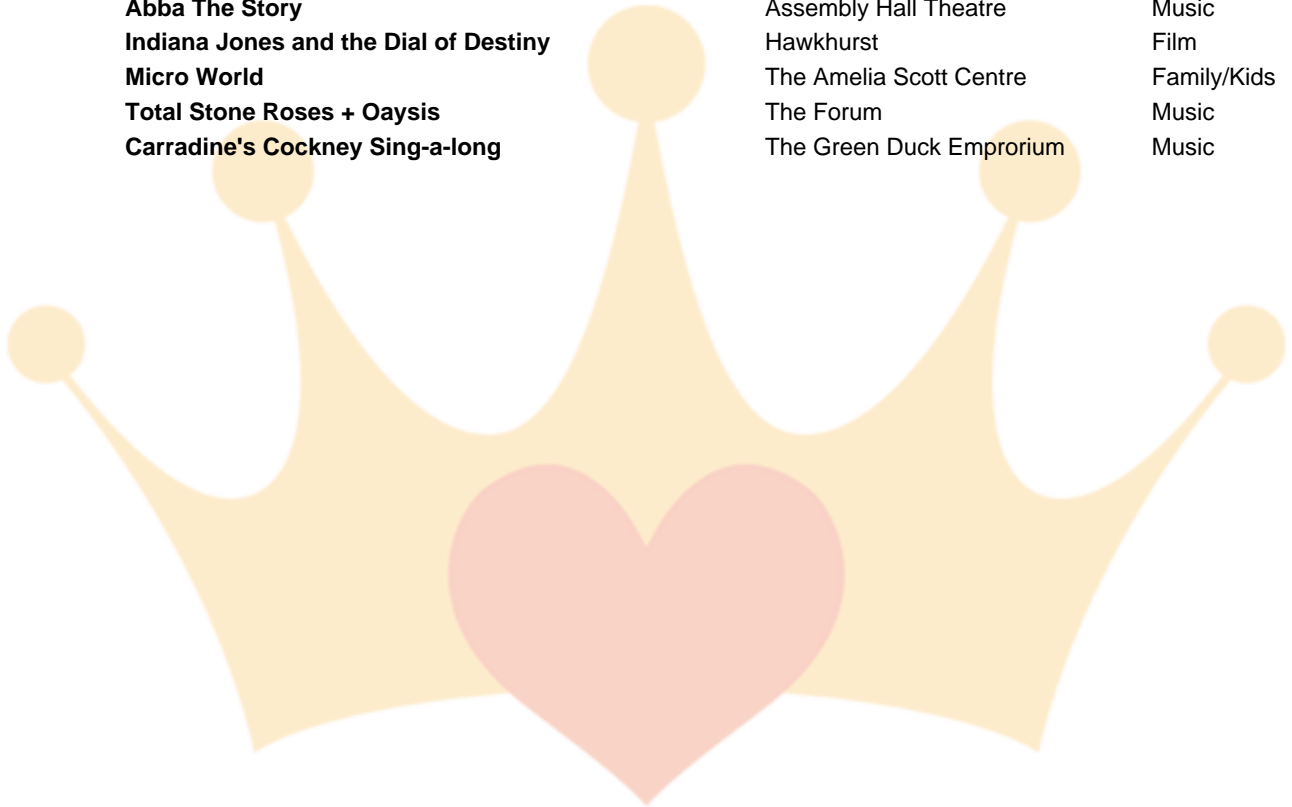 Abba The Story Assembly Hall Theatre Music
Indiana Jones and the Dial of Destiny Hawkhurst Film
Micro World The Amelia Scott Centre Family/Kids
Total Stone Roses + Oaysis The Forum Music
Carradine's Cockney Sing-a-long The Green Duck Emprorium Music